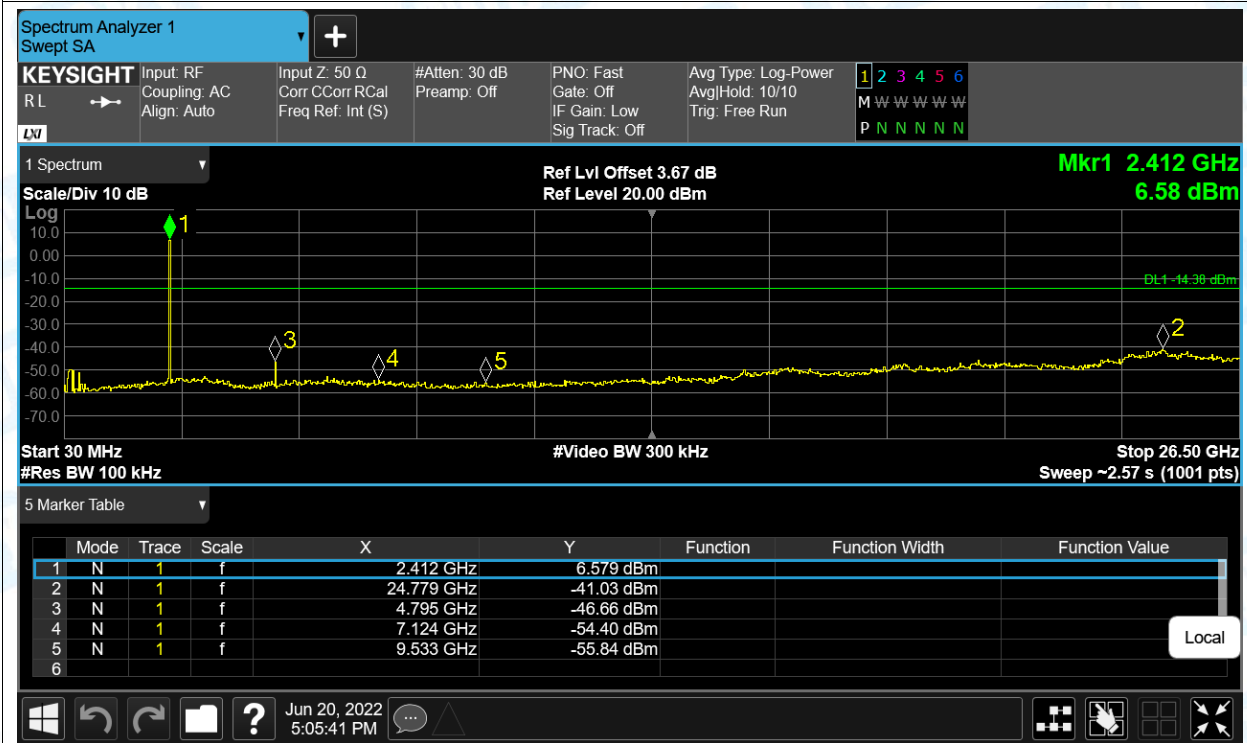 Spectrum Analyzer 1
Swept SA
KEYSIGHT Input: RF Input Z: 50 Ω #Atten: 30 dB PNO: Fast Avg Type: Log-Power 1 2 3 4 5 6
R L Coupling: AC Corr CCorr RCal Preamp: Off Gate: Off Avg|Hold: 10/10 M W W W W W W
Align: Auto Freq Ref: Int (S) IF Gain: Low Trig: Free Run
LXI Sig Track: Off P N N N N N
1 Spectrum Ref Lvl Offset 3.67 dB Mkr1 2.412 GHz
Scale/Div 10 dB Ref Level 20.00 dBm 6.58 dBm
Log
1
10.0
0.00
-10.0 DL1 -14.38 dBm
-20.0
-30.0 2
3
-40.0
4 5
-50.0
-60.0
-70.0
Start 30 MHz #Video BW 300 kHz Stop 26.50 GHz
#Res BW 100 kHz Sweep ~2.57 s (1001 pts)
5 Marker Table
Mode Trace Scale X Y Function Function Width Function Value
1 N 1 f 2.412 GHz 6.579 dBm
2 N 1 f 24.779 GHz -41.03 dBm
3 N 1 f 4.795 GHz -46.66 dBm
4 N 1 f 7.124 GHz -54.40 dBm
5 N 1 f 9.533 GHz -55.84 dBm
6
Local
? Jun 20, 2022
5:05:41 PM